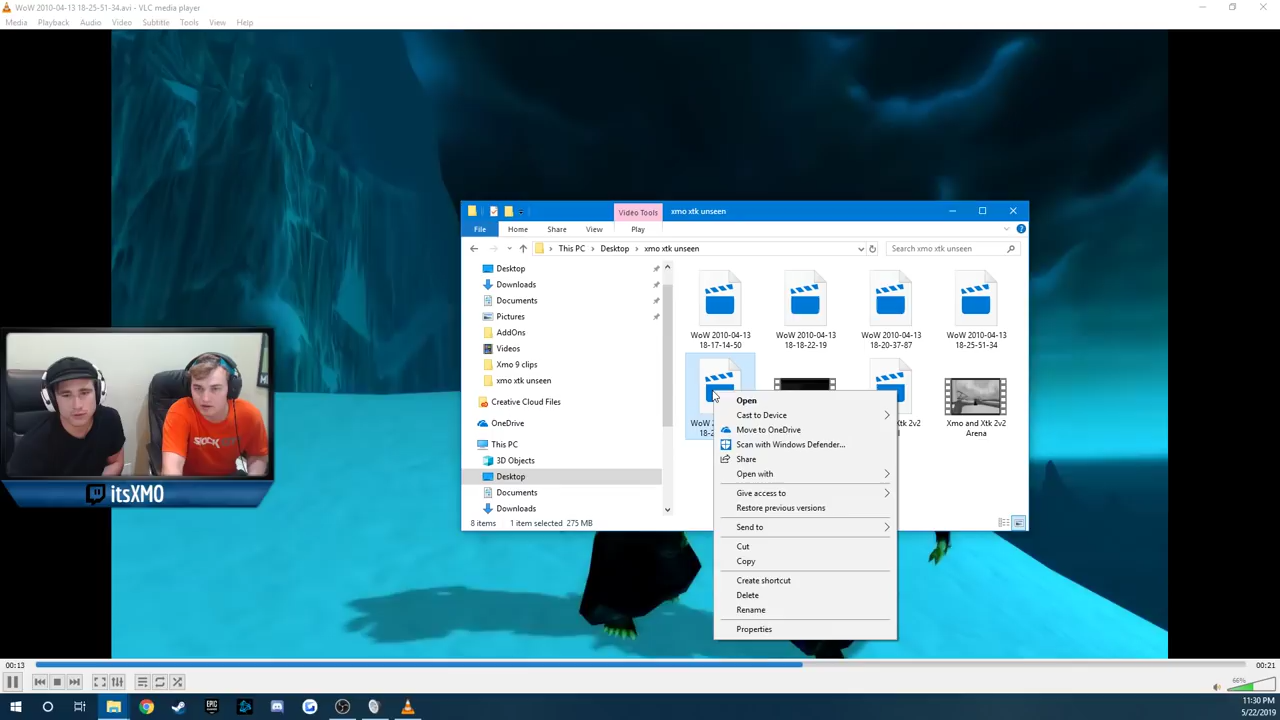 WoW 2010-04-13 18-25-51-34.avi - VLC media player
Media Playback Audio Video Subtitle Tools View Help
Video Tools xmo xtk unseen
File Home Share View Play
This PC Desktop xmo xtk unseen Search xmo xtk unseen
Desktop
Downloads
Documents
Pictures
AddOns
Videos
Xmo 9 clips
xmo xtk unseen
Creative Cloud Files
OneDrive
This PC
3D Objects
Desktop
Documents
Downloads
WoW 2010-04-13
18-17-14-50
WoW 2010-04-13
18-18-22-19
WoW 2010-04-13
18-20-37-87
WoW 2010-04-13
18-25-51-34
WoW
18-2
tk 2v2
Xmo and Xtk 2v2
Arena
8 items 1 item selected 275 MB
Open
Cast to Device
Move to OneDrive
Scan with Windows Defender...
Share
Open with
Give access to
Restore previous versions
Send to
Cut
Copy
Create shortcut
Delete
Rename
Properties
itsXMO
00:13 00:21
66%
EPIC
11:30 PM
5/22/2019